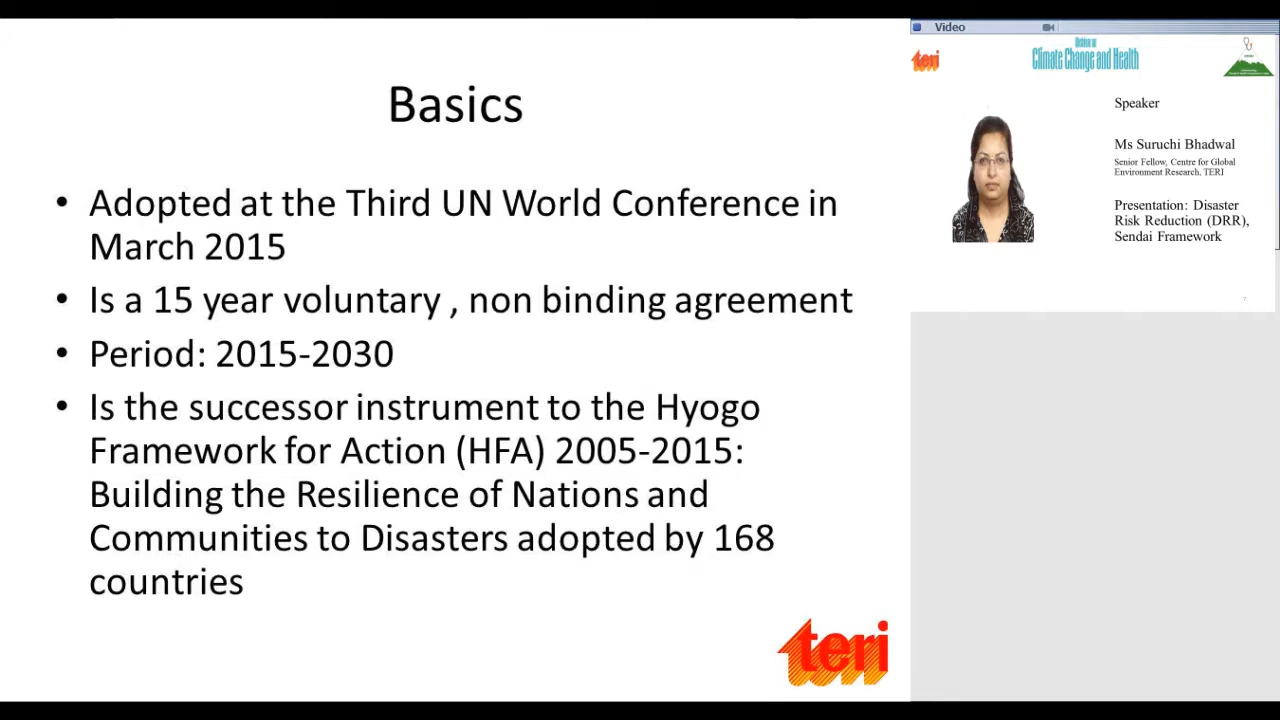 Basics
• Adopted at the Third UN World Conference in
March 2015
• Is a 15 year voluntary , non binding agreement
• Period: 2015-2030
• Is the successor instrument to the Hyogo
Framework for Action (HFA) 2005-2015:
Building the Resilience of Nations and
Communities to Disasters adopted by 168
countries
teri
Video
teri
Climate Change and Health
Speaker
Ms Suruchi Bhadwal
Senior Fellow, Centre for Global
Environment Research, TERI
Presentation: Disaster
Risk Reduction (DRR),
Sendai Framework
7